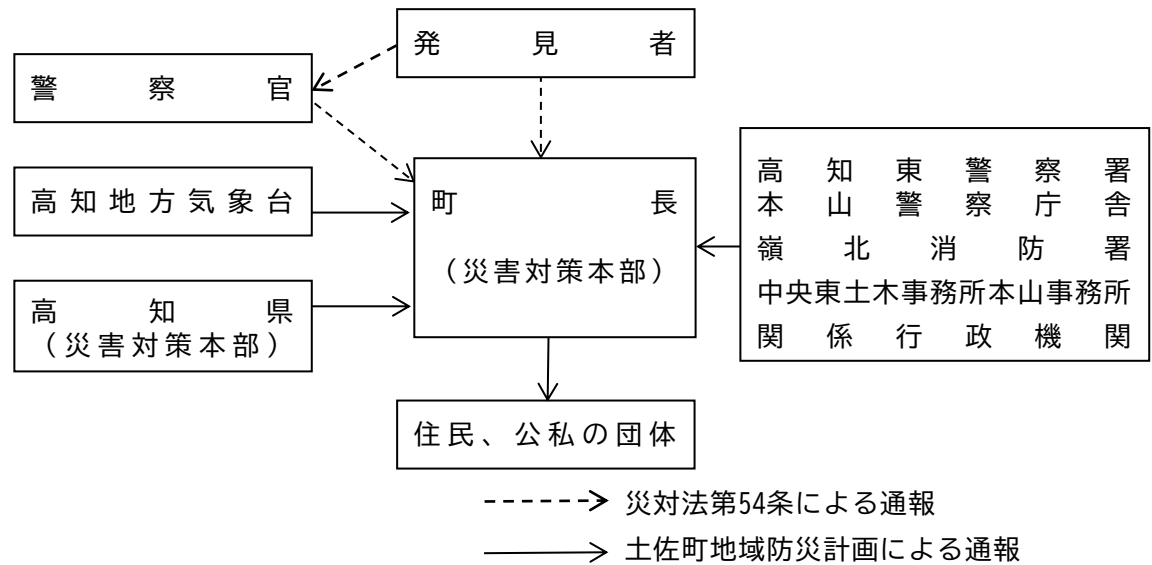 発見者
警察官
高知地方気象台
高知県
（災害対策本部）
町長
（災害対策本部）
高知東警察署
本山警察庁舎
嶺北消防署
中央東土木事務所本山事務所
関係行政機関
住民、公私の団体
災対法第54条による通報
土佐町地域防災計画による通報